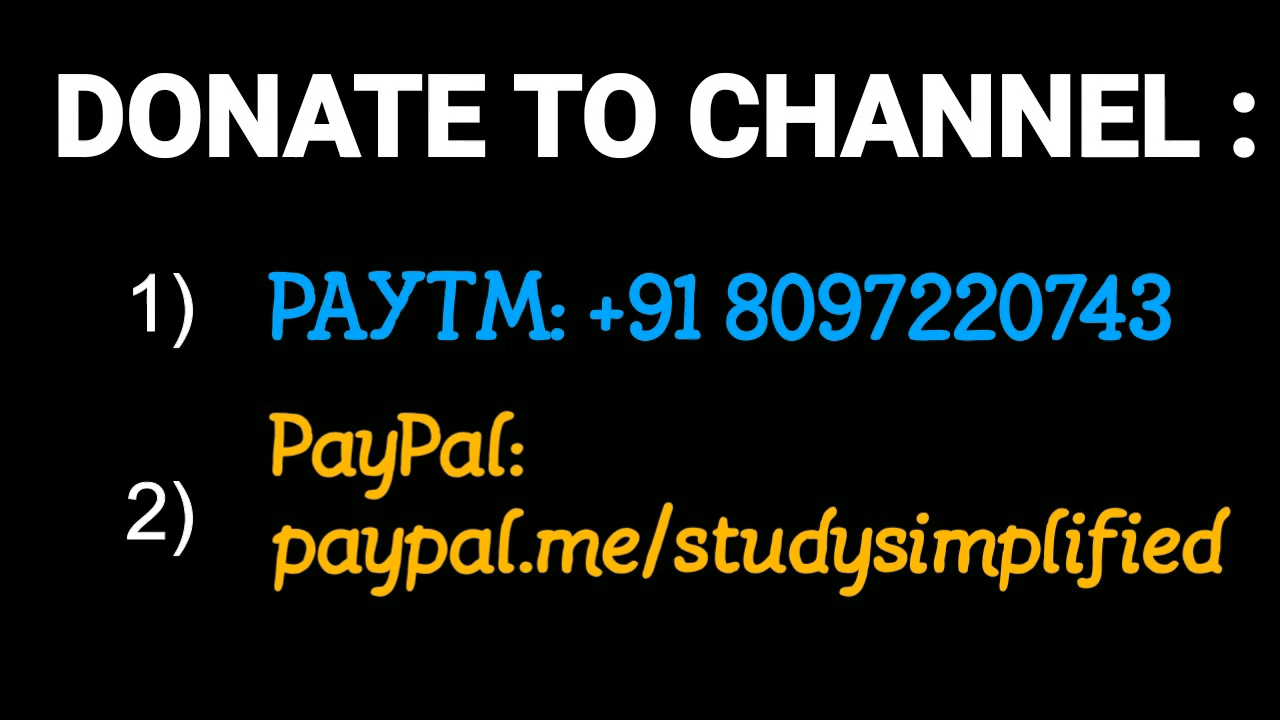 DONATE TO CHANNEL :
1) PAYTM: +91 8097220743
2) PayPal:
paypal.me/studysimplified